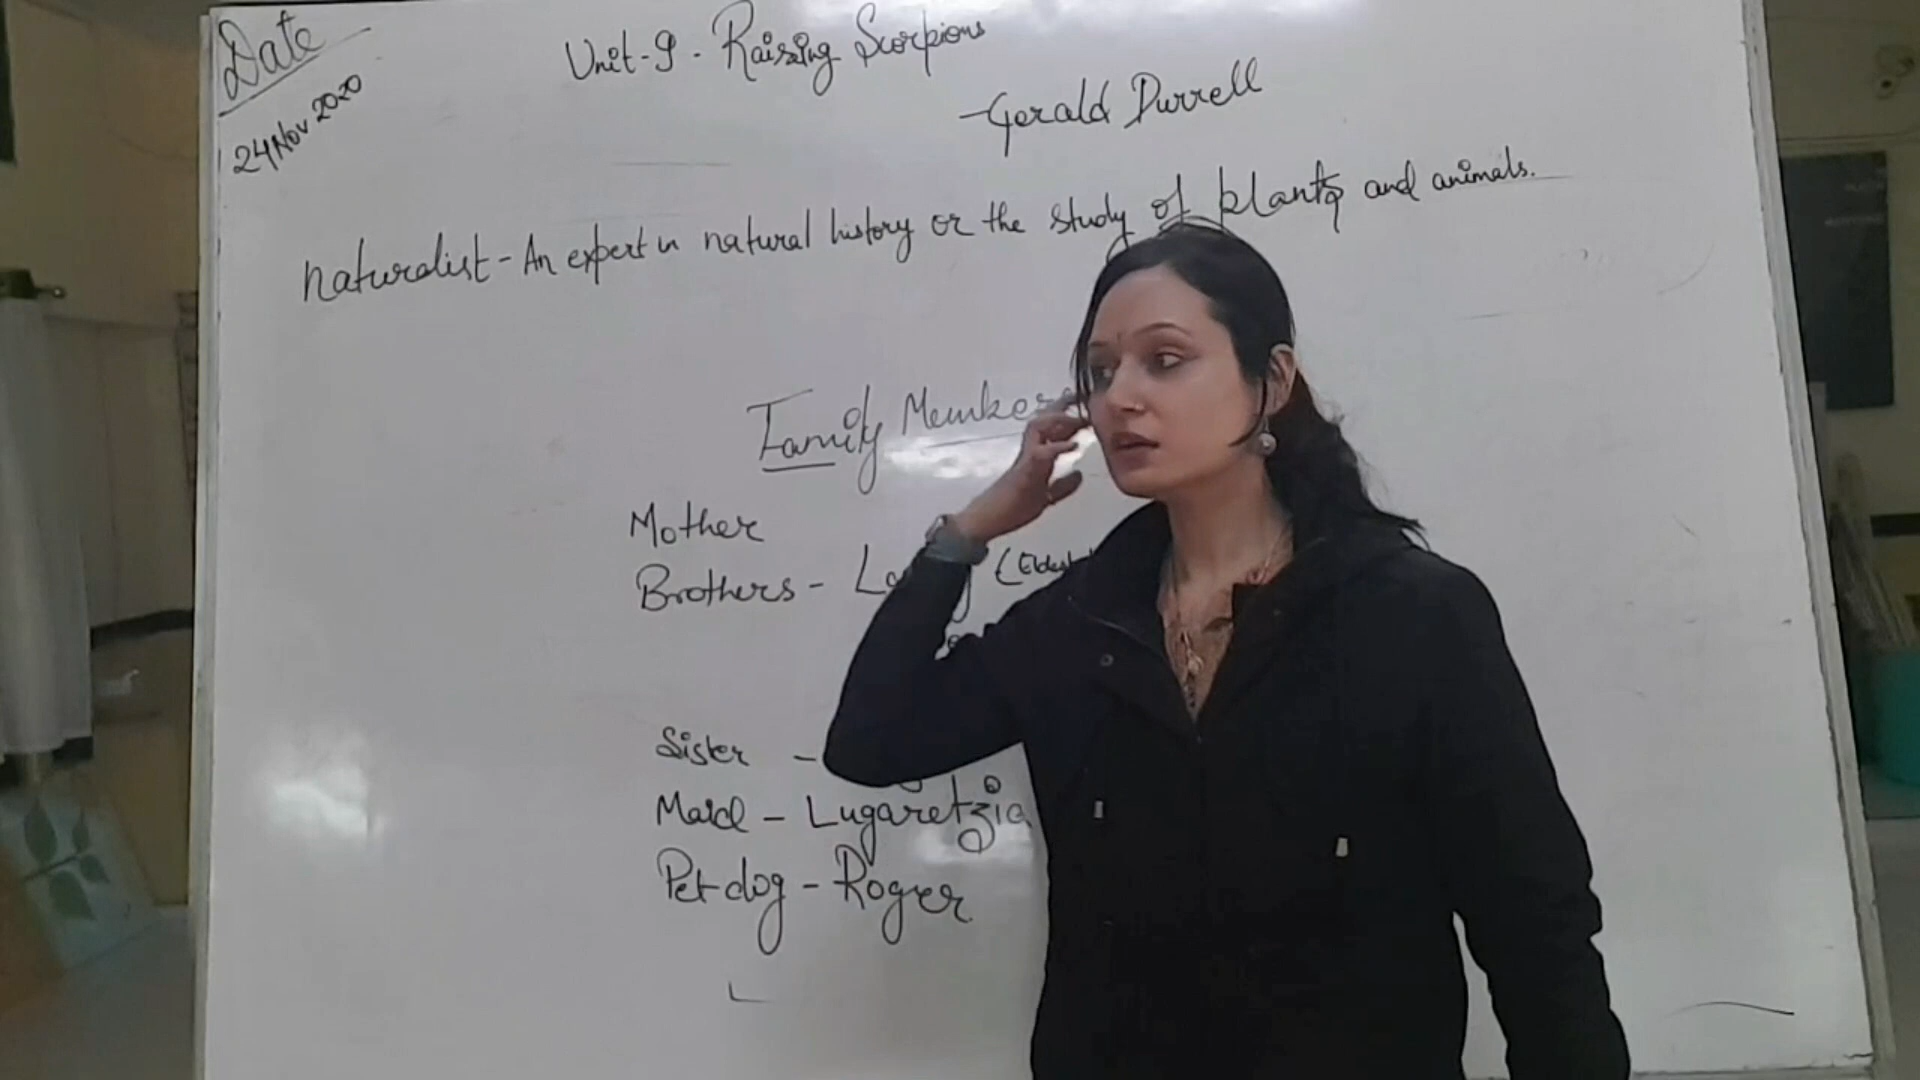 Date
24 Nov 2020
Unit-9 - Raising Scorpions
- Gerald Durrell
Naturalist - An expert in natural history or the study of plants and animals.
Family Members
Mother
Brothers -
Sister -
Maid - Lugaretzia
Pet dog - Roger